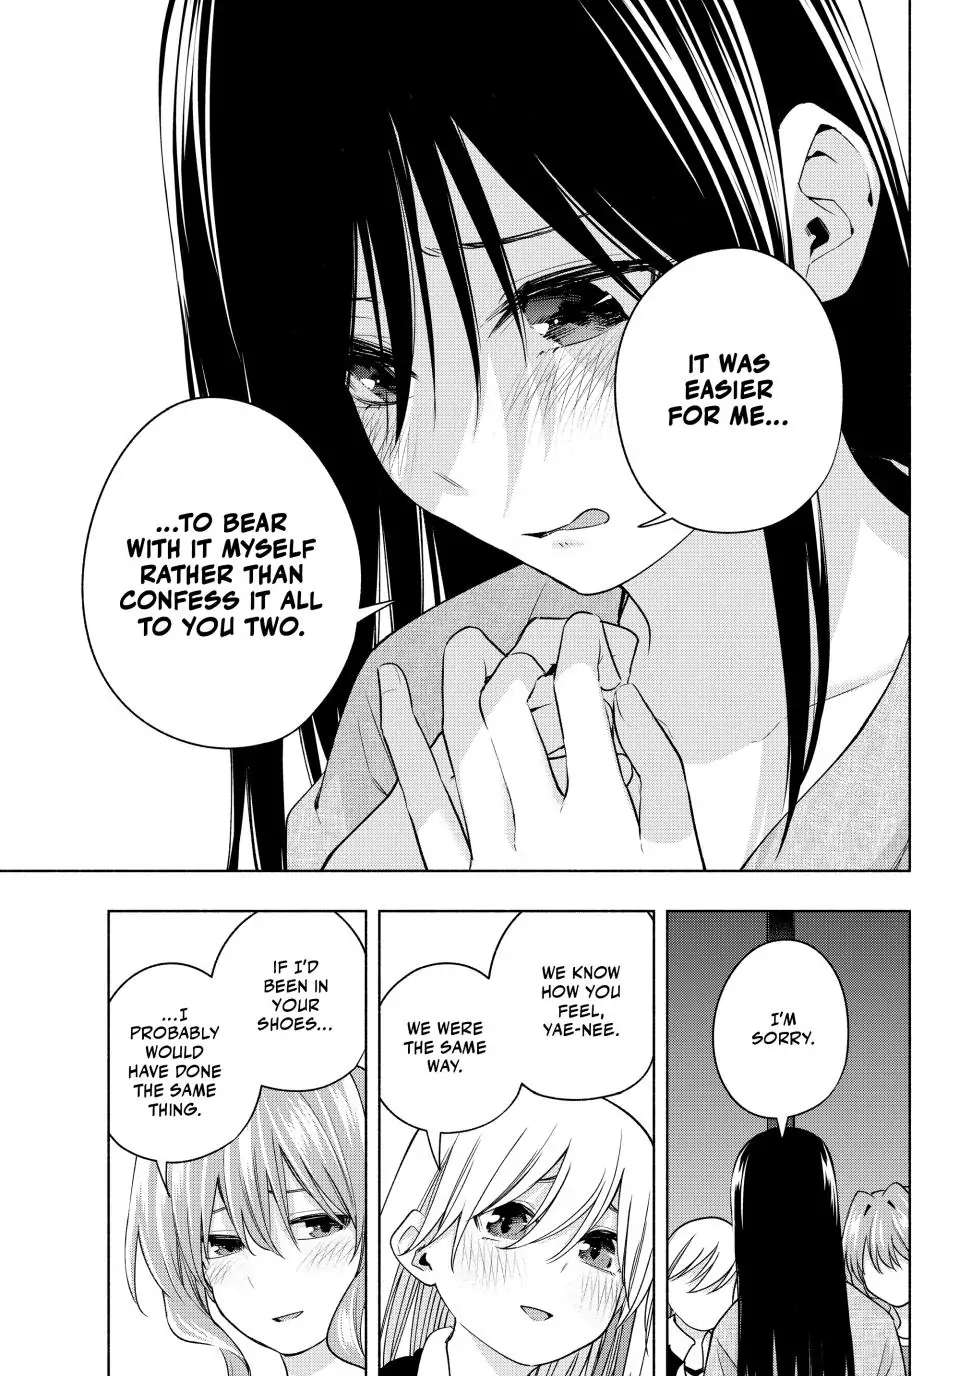 IT WAS
EASIER
FOR ME...
...TO BEAR
WITH IT MYSELF
RATHER THAN
CONFESS IT ALL
TO YOU TWO.
I'M
SORRY.
WE KNOW
HOW YOU
FEEL,
YAE-NEE.
WE WERE
THE SAME
WAY.
IF I'D
BEEN IN
YOUR
SHOES...
...I
PROBABLY
WOULD
HAVE DONE
THE SAME
THING.